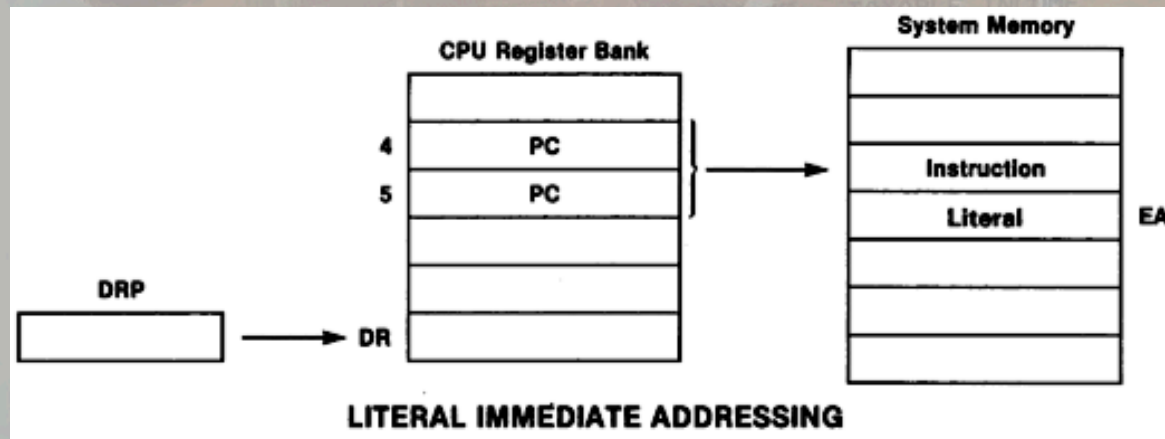 System Memory
CPU Register Bank
4 PC
5 PC
Instruction
Literal EA
DRP
DR
LITERAL IMMEDIATE ADDRESSING